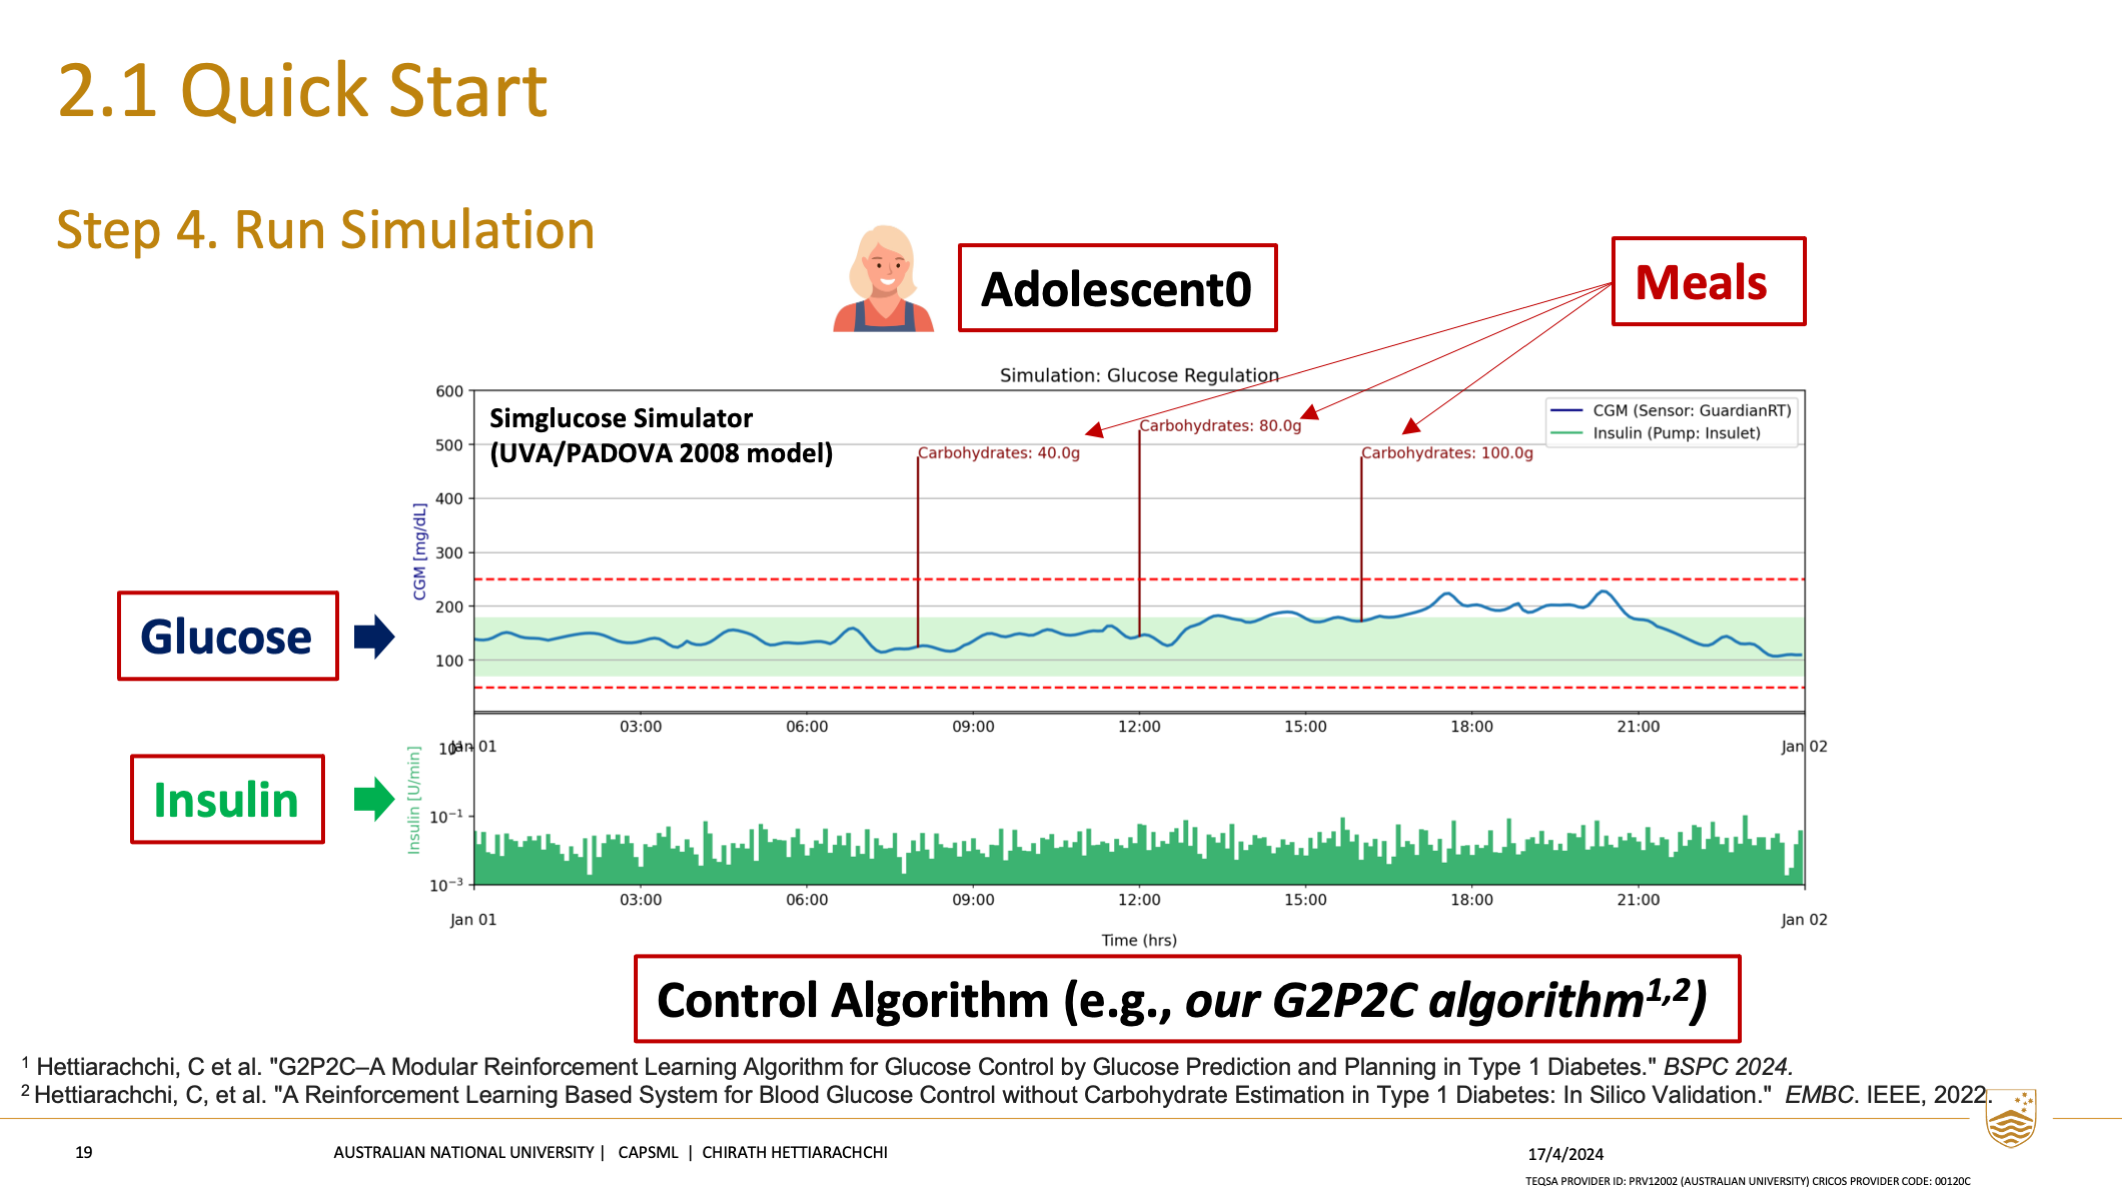 2.1 Quick Start
Step 4. Run Simulation
Adolescent0
Meals
Simulation: Glucose Regulation
Simglucose Simulator
(UVA/PADOVA 2008 model)
CGM (Sensor: GuardianRT)
Insulin (Pump: Insulet)
Carbohydrates: 40.0g
Carbohydrates: 80.0g
Carbohydrates: 100.0g
CGM [mg/dL]
600
500
400
300
200
100
Glucose
03:00 06:00 09:00 12:00 15:00 18:00 21:00
Jan 01 Jan 02
Insulin
Insulin [U/min]
10⁻¹
10⁻³
03:00 06:00 09:00 12:00 15:00 18:00 21:00
Jan 01 Jan 02
Time (hrs)
Control Algorithm (e.g., our G2P2C algorithm¹,²)
¹ Hettiarachchi, C et al. "G2P2C–A Modular Reinforcement Learning Algorithm for Glucose Control by Glucose Prediction and Planning in Type 1 Diabetes." BSPC 2024.
² Hettiarachchi, C, et al. "A Reinforcement Learning Based System for Blood Glucose Control without Carbohydrate Estimation in Type 1 Diabetes: In Silico Validation." EMBC. IEEE, 2022.
19
AUSTRALIAN NATIONAL UNIVERSITY | CAPSML | CHIRATH HETTIARACHCHI
17/4/2024
TEQSA PROVIDER ID: PRV12002 (AUSTRALIAN UNIVERSITY) CRICOS PROVIDER CODE: 00120C